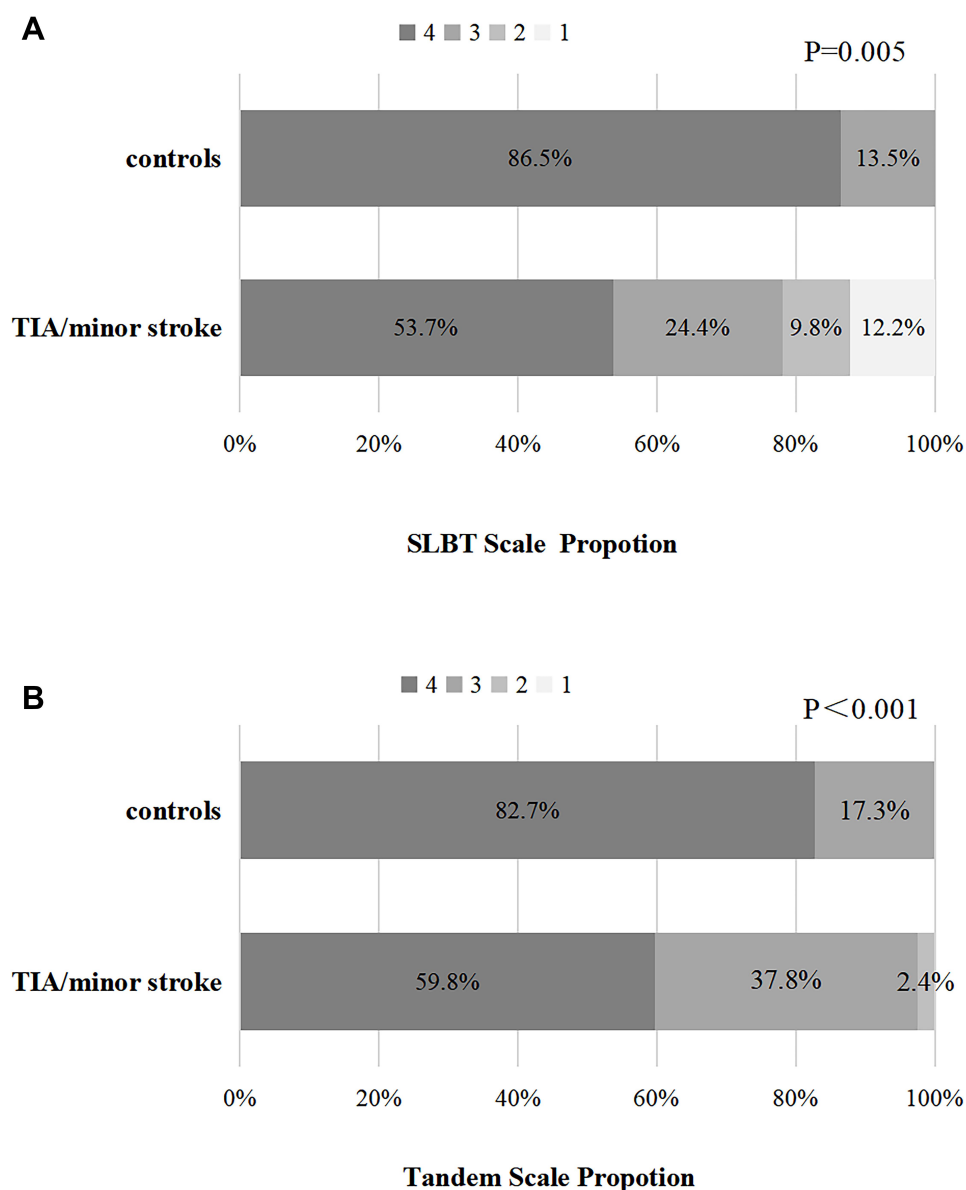 A
4 3 2 1
P=0.005
controls
86.5% 13.5%
TIA/minor stroke
53.7% 24.4% 9.8% 12.2%
0% 20% 40% 60% 80% 100%
SLBT Scale Propotion
B
4 3 2 1
P<0.001
controls
82.7% 17.3%
TIA/minor stroke
59.8% 37.8% 2.4%
0% 20% 40% 60% 80% 100%
Tandem Scale Propotion